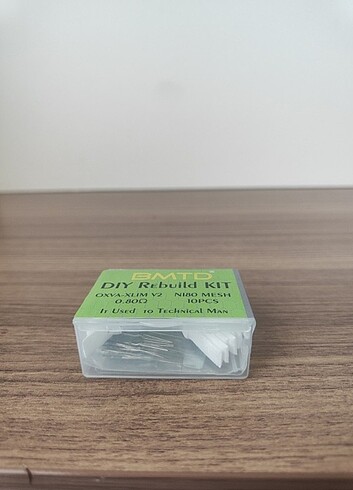 BMTD
DIY REBUILD KIT
OXVA-XLIM V2 NI80 MESH
0.80Ω 10PCS
IT USED TO TECHNICAL MAN